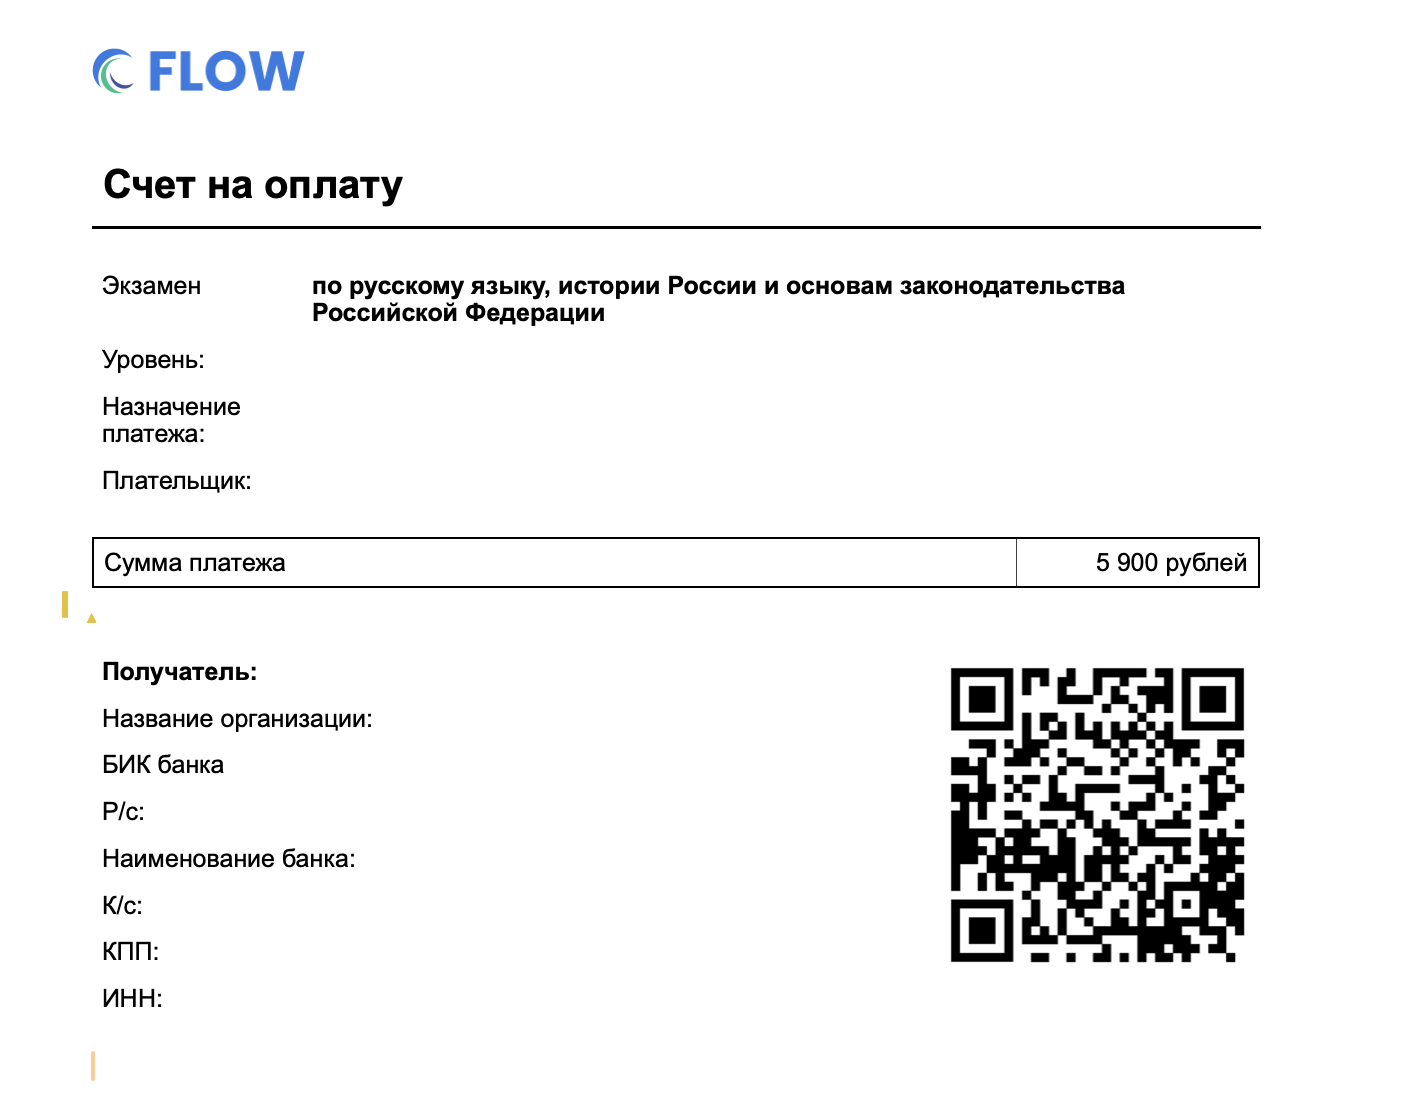 FLOW
Счет на оплату
Экзамен
по русскому языку, истории России и основам законодательства
Российской Федерации
Уровень:
Назначение
платежа:
Плательщик:
Сумма платежа
5 900 рублей
Получатель:
Название организации:
БИК банка
Р/с:
Наименование банка:
К/с:
КПП:
ИНН: